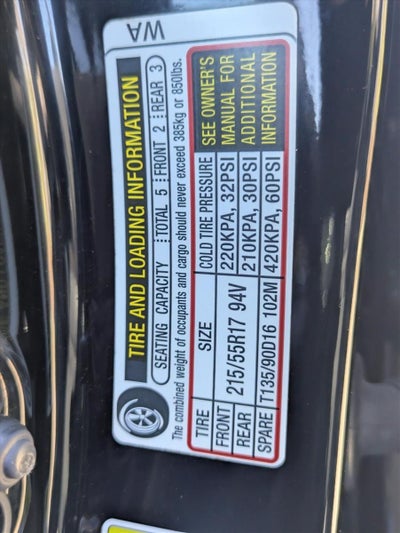 WA
TIRE AND LOADING INFORMATION
SEATING CAPACITY TOTAL 5 FRONT 2 REAR 3
The combined weight of occupants and cargo should never exceed 385kg or 850lbs.
TIRE SIZE COLD TIRE PRESSURE SEE OWNER'S
FRONT 215/55R17 94V 220KPA, 32PSI MANUAL FOR
REAR 210KPA, 30PSI ADDITIONAL
SPARE T135/90D16 102M 420KPA, 60PSI INFORMATION